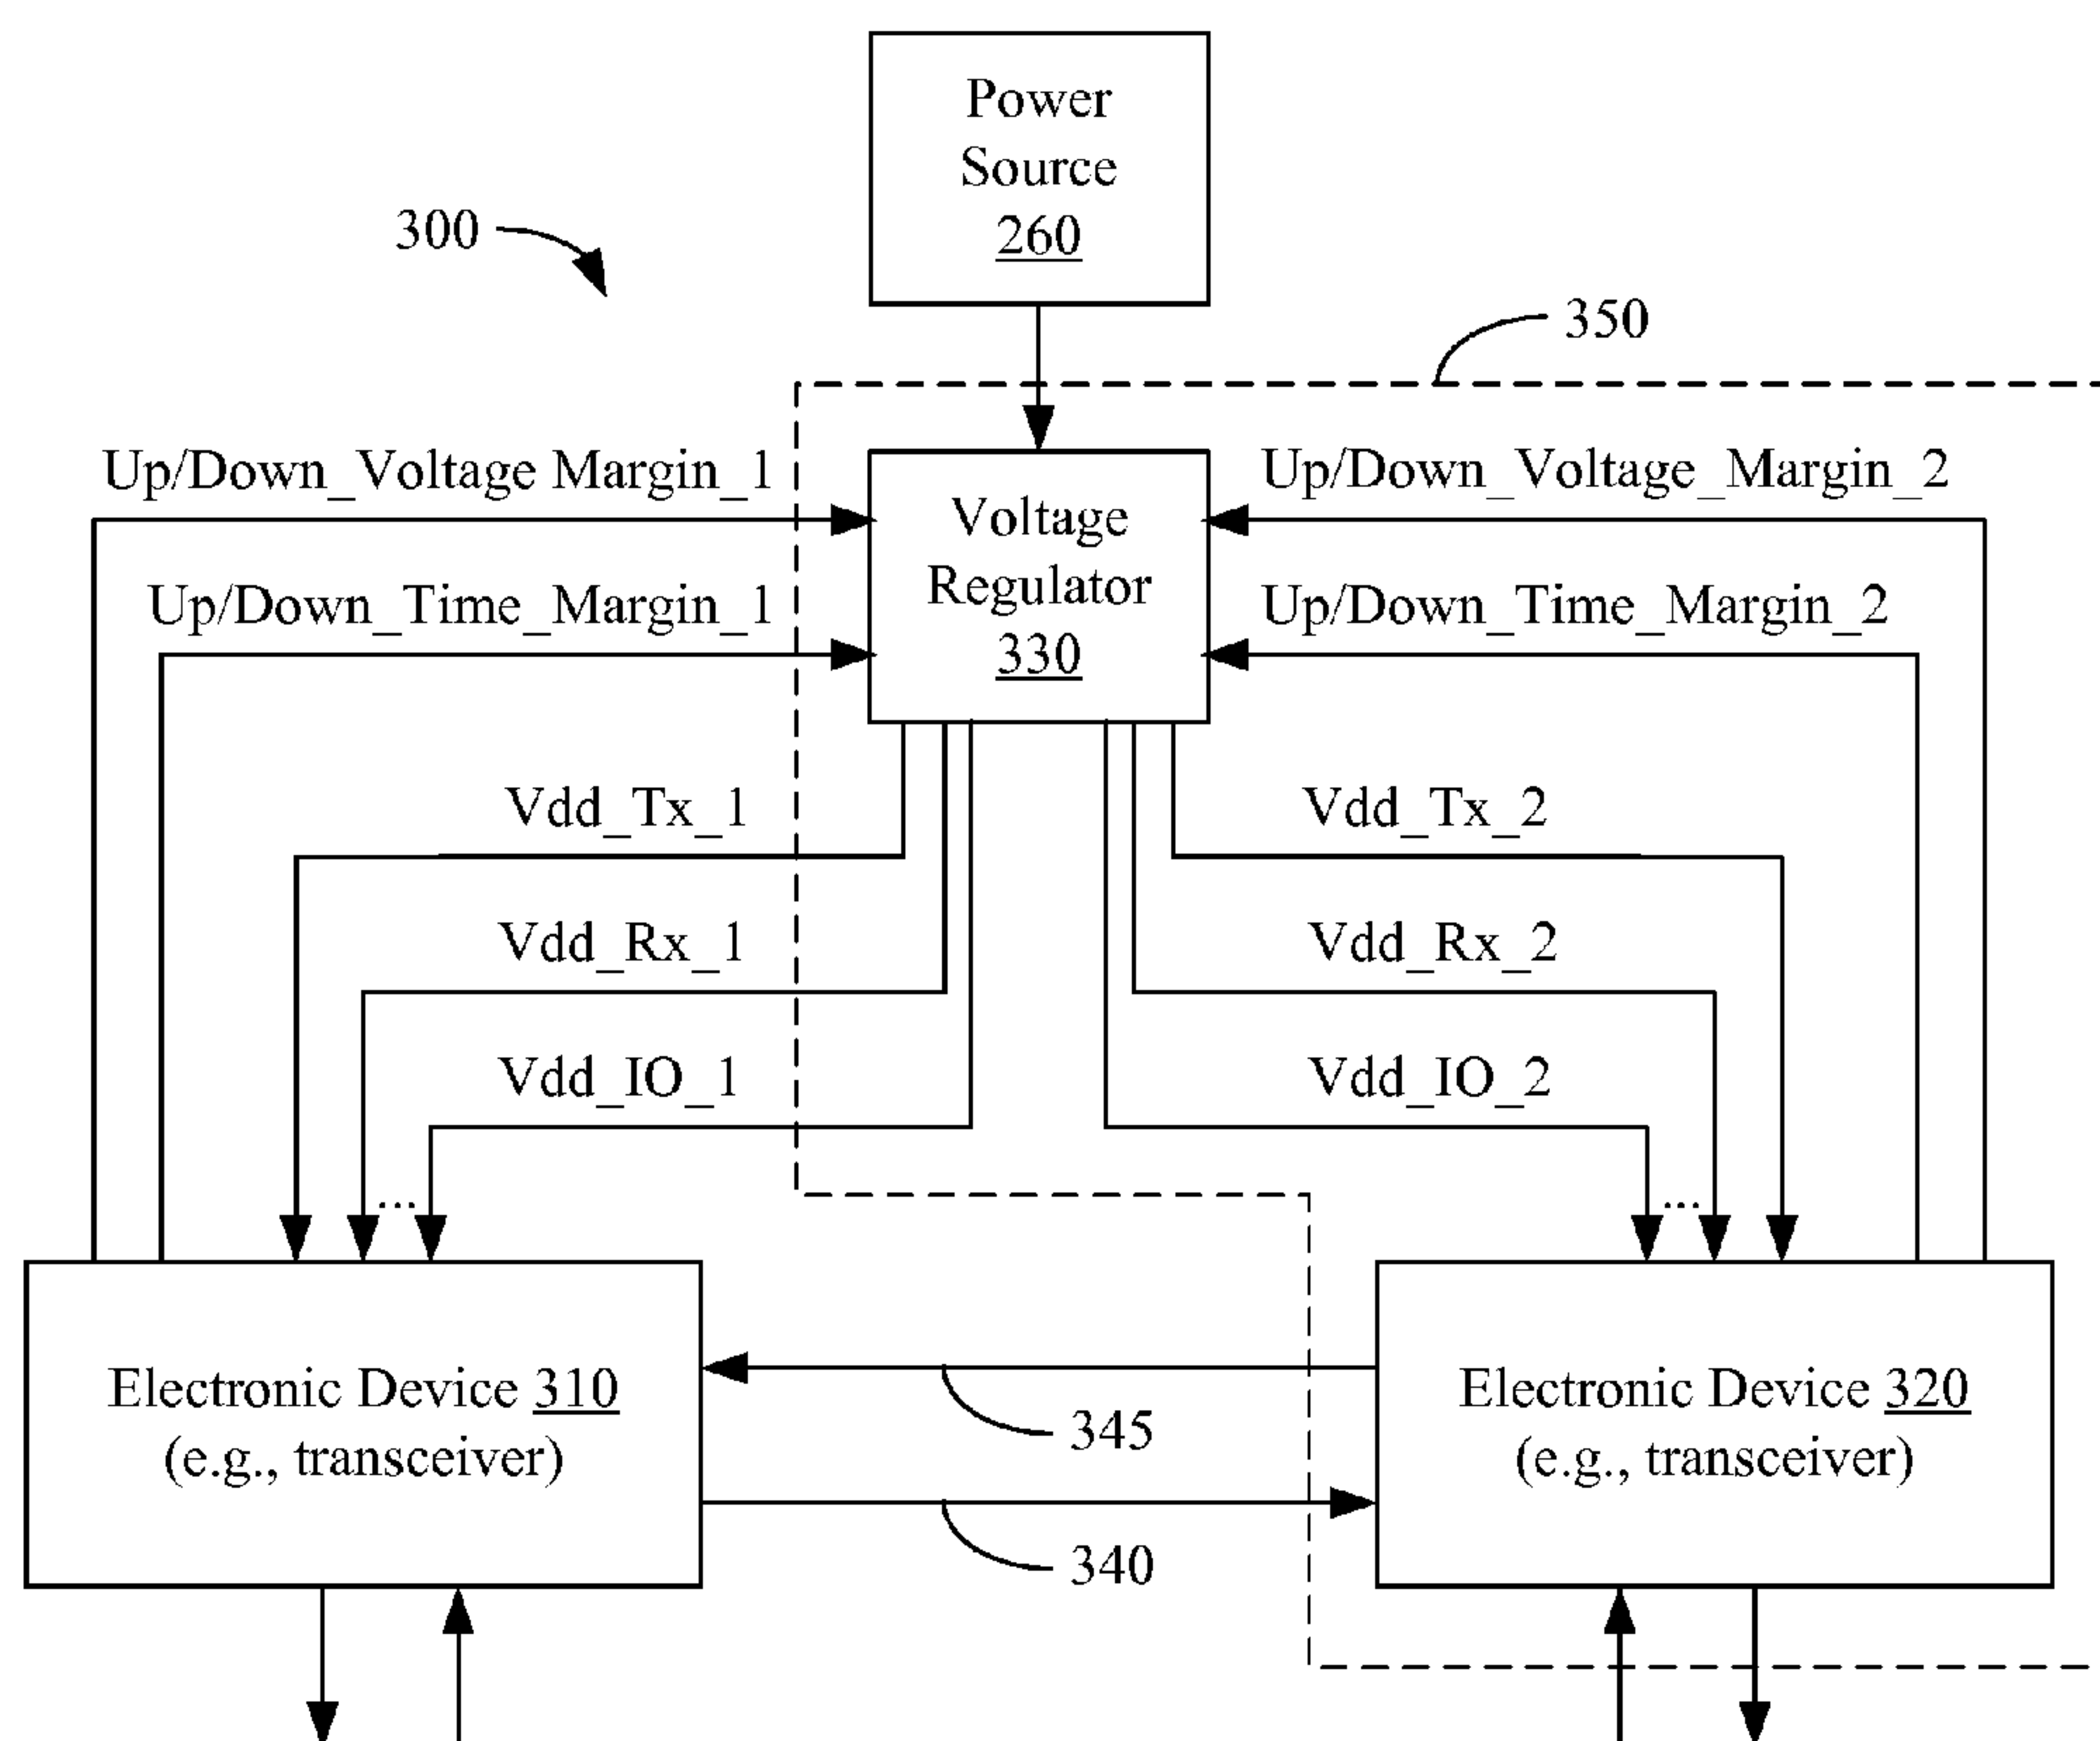 Power
Source
260
300
350
Up/Down_Voltage Margin_1
Up/Down_Voltage_Margin_2
Voltage
Regulator
330
Up/Down_Time_Margin_1
Up/Down_Time_Margin_2
Vdd_Tx_1
Vdd_Tx_2
Vdd_Rx_1
Vdd_Rx_2
Vdd_IO_1
Vdd_IO_2
...
...
Electronic Device 310
(e.g., transceiver)
345
340
Electronic Device 320
(e.g., transceiver)